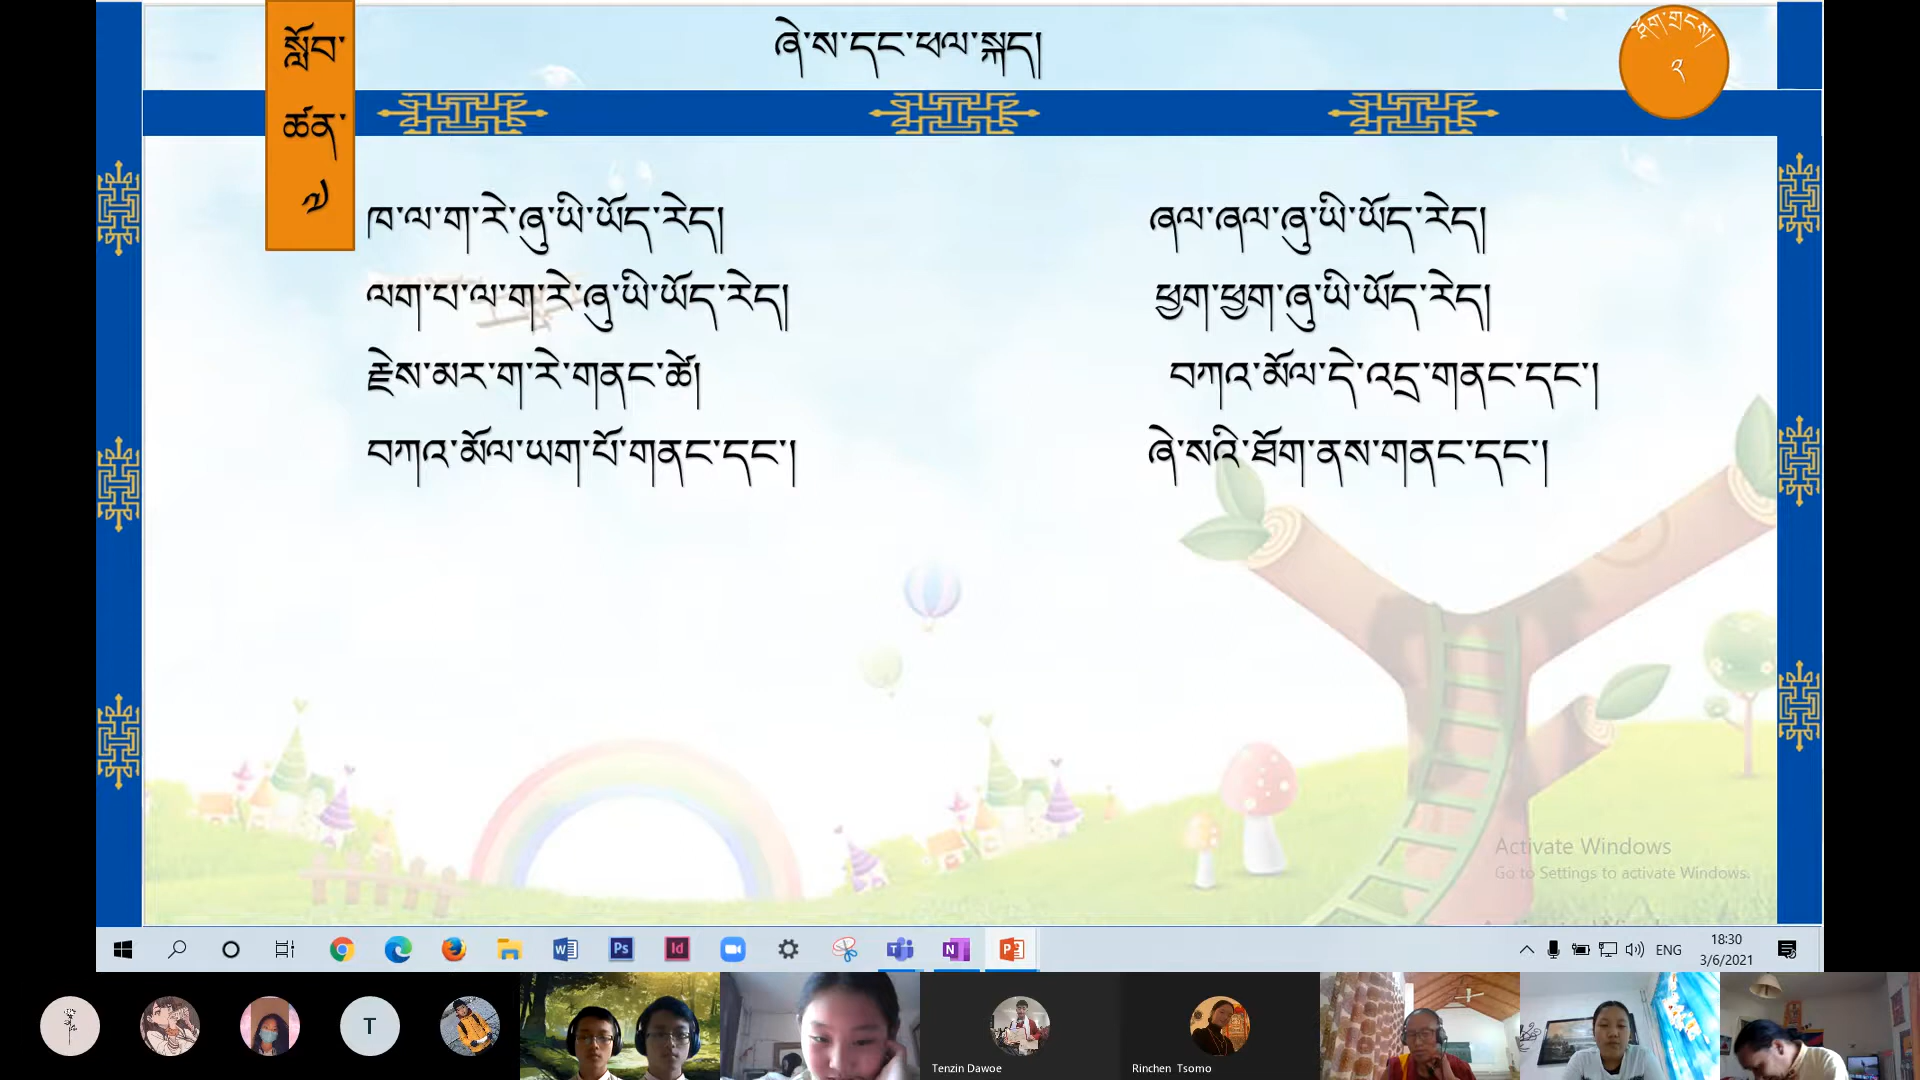 སློབ་
ཚན་
༧
ཞེ་ས་དང་ཕལ་སྐད།
ཐོག་གྲངས།
༢
ཁ་ལ་ག་རེ་ཞུ་ཡི་ཡོད་རེད།
ཞལ་ཞལ་ཞུ་ཡི་ཡོད་རེད།
ལག་པ་ལ་ག་རེ་ཞུ་ཡི་ཡོད་རེད།
ཕྱག་ཕྱག་ཞུ་ཡི་ཡོད་རེད།
རྗེས་མར་ག་རེ་གནང་ཚེ།
བཀའ་མོལ་དེ་འདྲ་གནང་དང་།
བཀའ་མོལ་ཡག་པོ་གནང་དང་།
ཞེ་སའི་ཐོག་ནས་གནང་དང་།
Activate Windows
Go to Settings to activate Windows.
ENG
18:30
3/6/2021
T
Tenzin Dawoe
Rinchen Tsomo